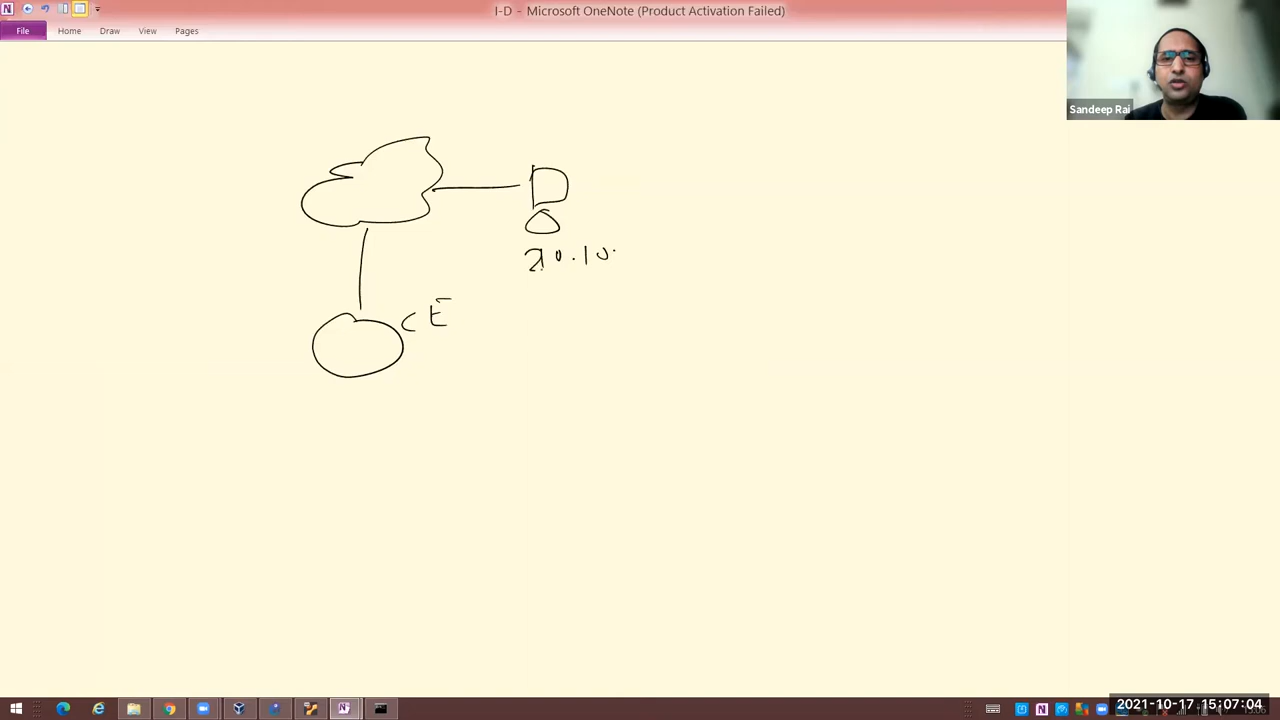 I-D - Microsoft OneNote (Product Activation Failed)
File Home Draw View Pages
Sandeep Rai
20.10.
CE
2021-10-17 15:07:04